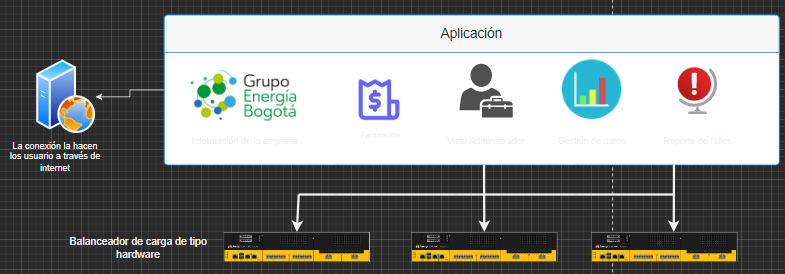 Aplicación
Grupo
Energía
Bogotá
Información de la empresa
Facturación
Vista Administrador
Gestión de datos
Reporte de fallos
La conexión la hacen
los usuario a través de
internet
Balanceador de carga de tipo
hardware